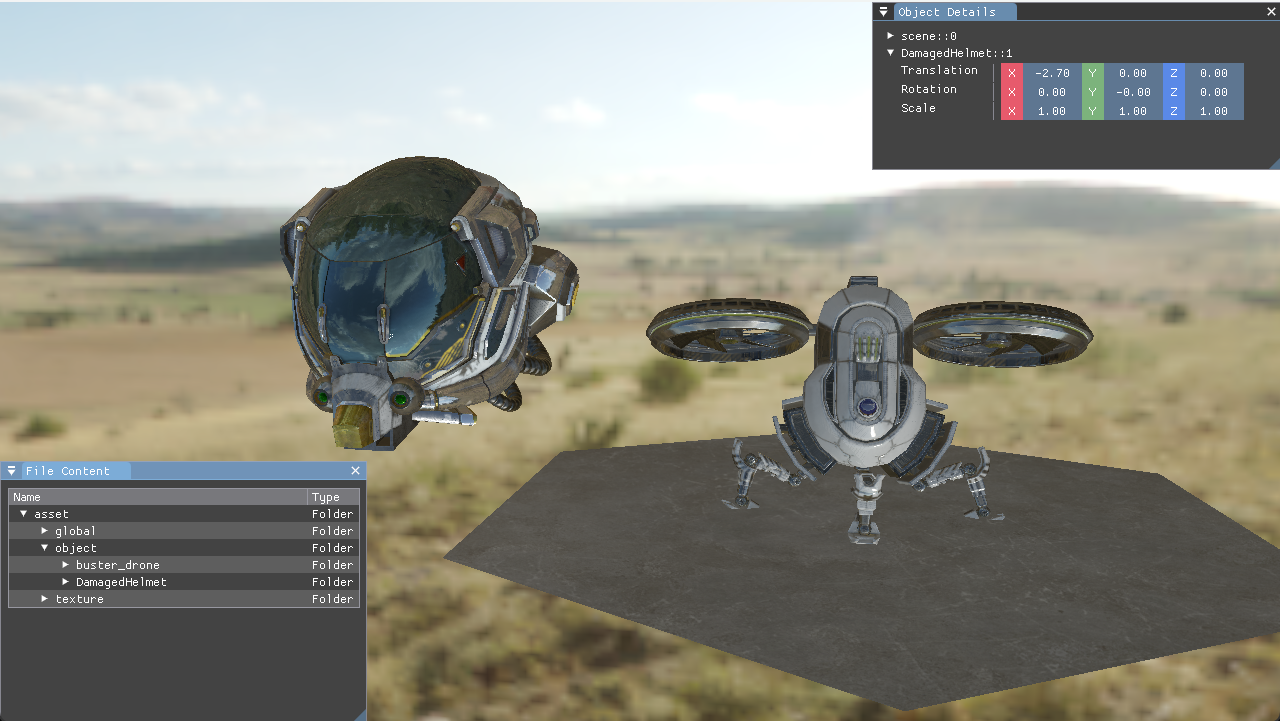 Object Details
scene::0
DamagedHelmet::1
Translation X -2.70 Y 0.00 Z 0.00
Rotation X 0.00 Y -0.00 Z 0.00
Scale X 1.00 Y 1.00 Z 1.00
File Content
Name Type
asset Folder
global Folder
object Folder
buster_drone Folder
DamagedHelmet Folder
texture Folder